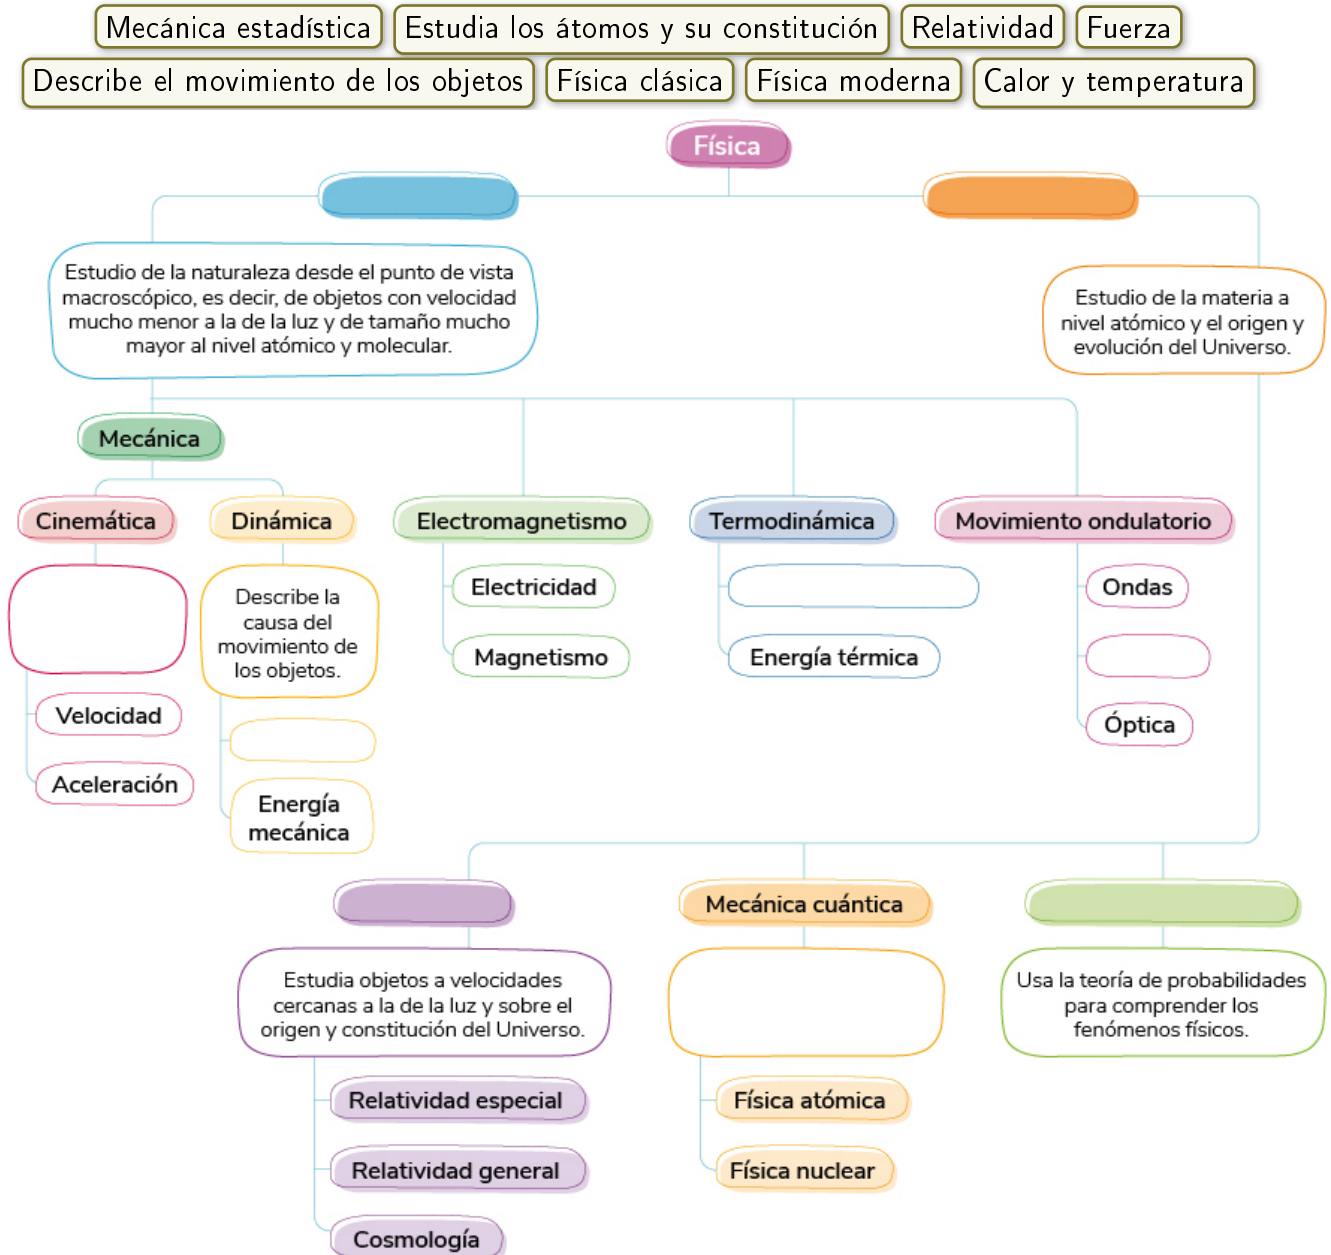 Mecánica estadística
Estudia los átomos y su constitución
Relatividad
Fuerza
Describe el movimiento de los objetos
Física clásica
Física moderna
Calor y temperatura
Física
Estudio de la naturaleza desde el punto de vista
macroscópico, es decir, de objetos con velocidad
mucho menor a la de la luz y de tamaño mucho
mayor al nivel atómico y molecular.
Estudio de la materia a
nivel atómico y el origen y
evolución del Universo.
Mecánica
Cinemática
Dinámica
Electromagnetismo
Termodinámica
Movimiento ondulatorio
Describe la
causa del
movimiento de
los objetos.
Electricidad
Magnetismo
Energía térmica
Ondas
Óptica
Velocidad
Aceleración
Energía
mecánica
Mecánica cuántica
Estudia objetos a velocidades
cercanas a la de la luz y sobre el
origen y constitución del Universo.
Usa la teoría de probabilidades
para comprender los
fenómenos físicos.
Relatividad especial
Relatividad general
Cosmología
Física atómica
Física nuclear